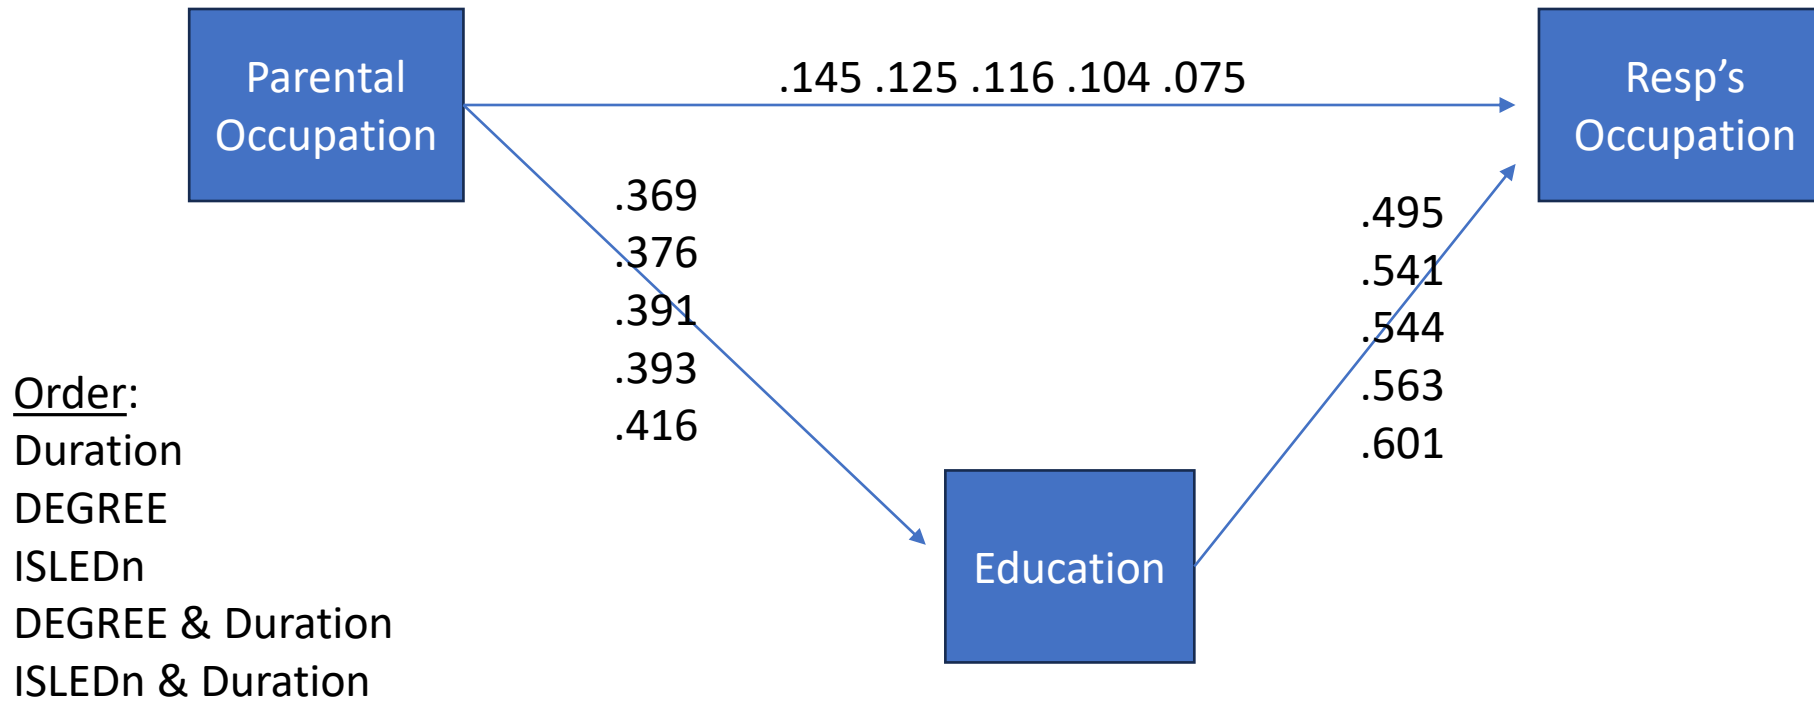 Parental
Occupation
.145 .125 .116 .104 .075
Resp’s
Occupation
.369
.376
.391
.393
.416
.495
.541
.544
.563
.601
Order:
Duration
DEGREE
ISLEDn
DEGREE & Duration
ISLEDn & Duration
Education